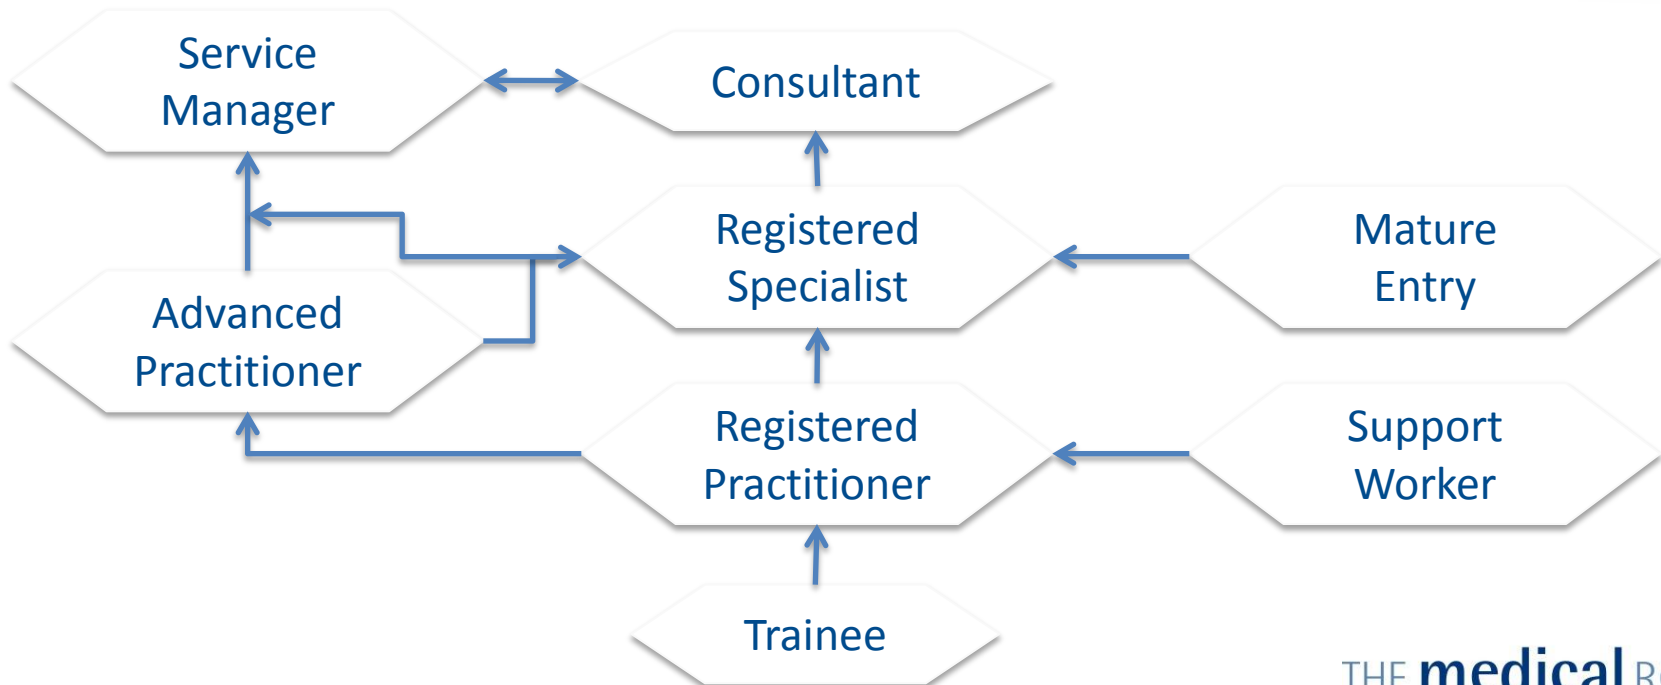 Service
Manager
Consultant
Registered
Specialist
Mature
Entry
Advanced
Practitioner
Registered
Practitioner
Support
Worker
Trainee
THE medical